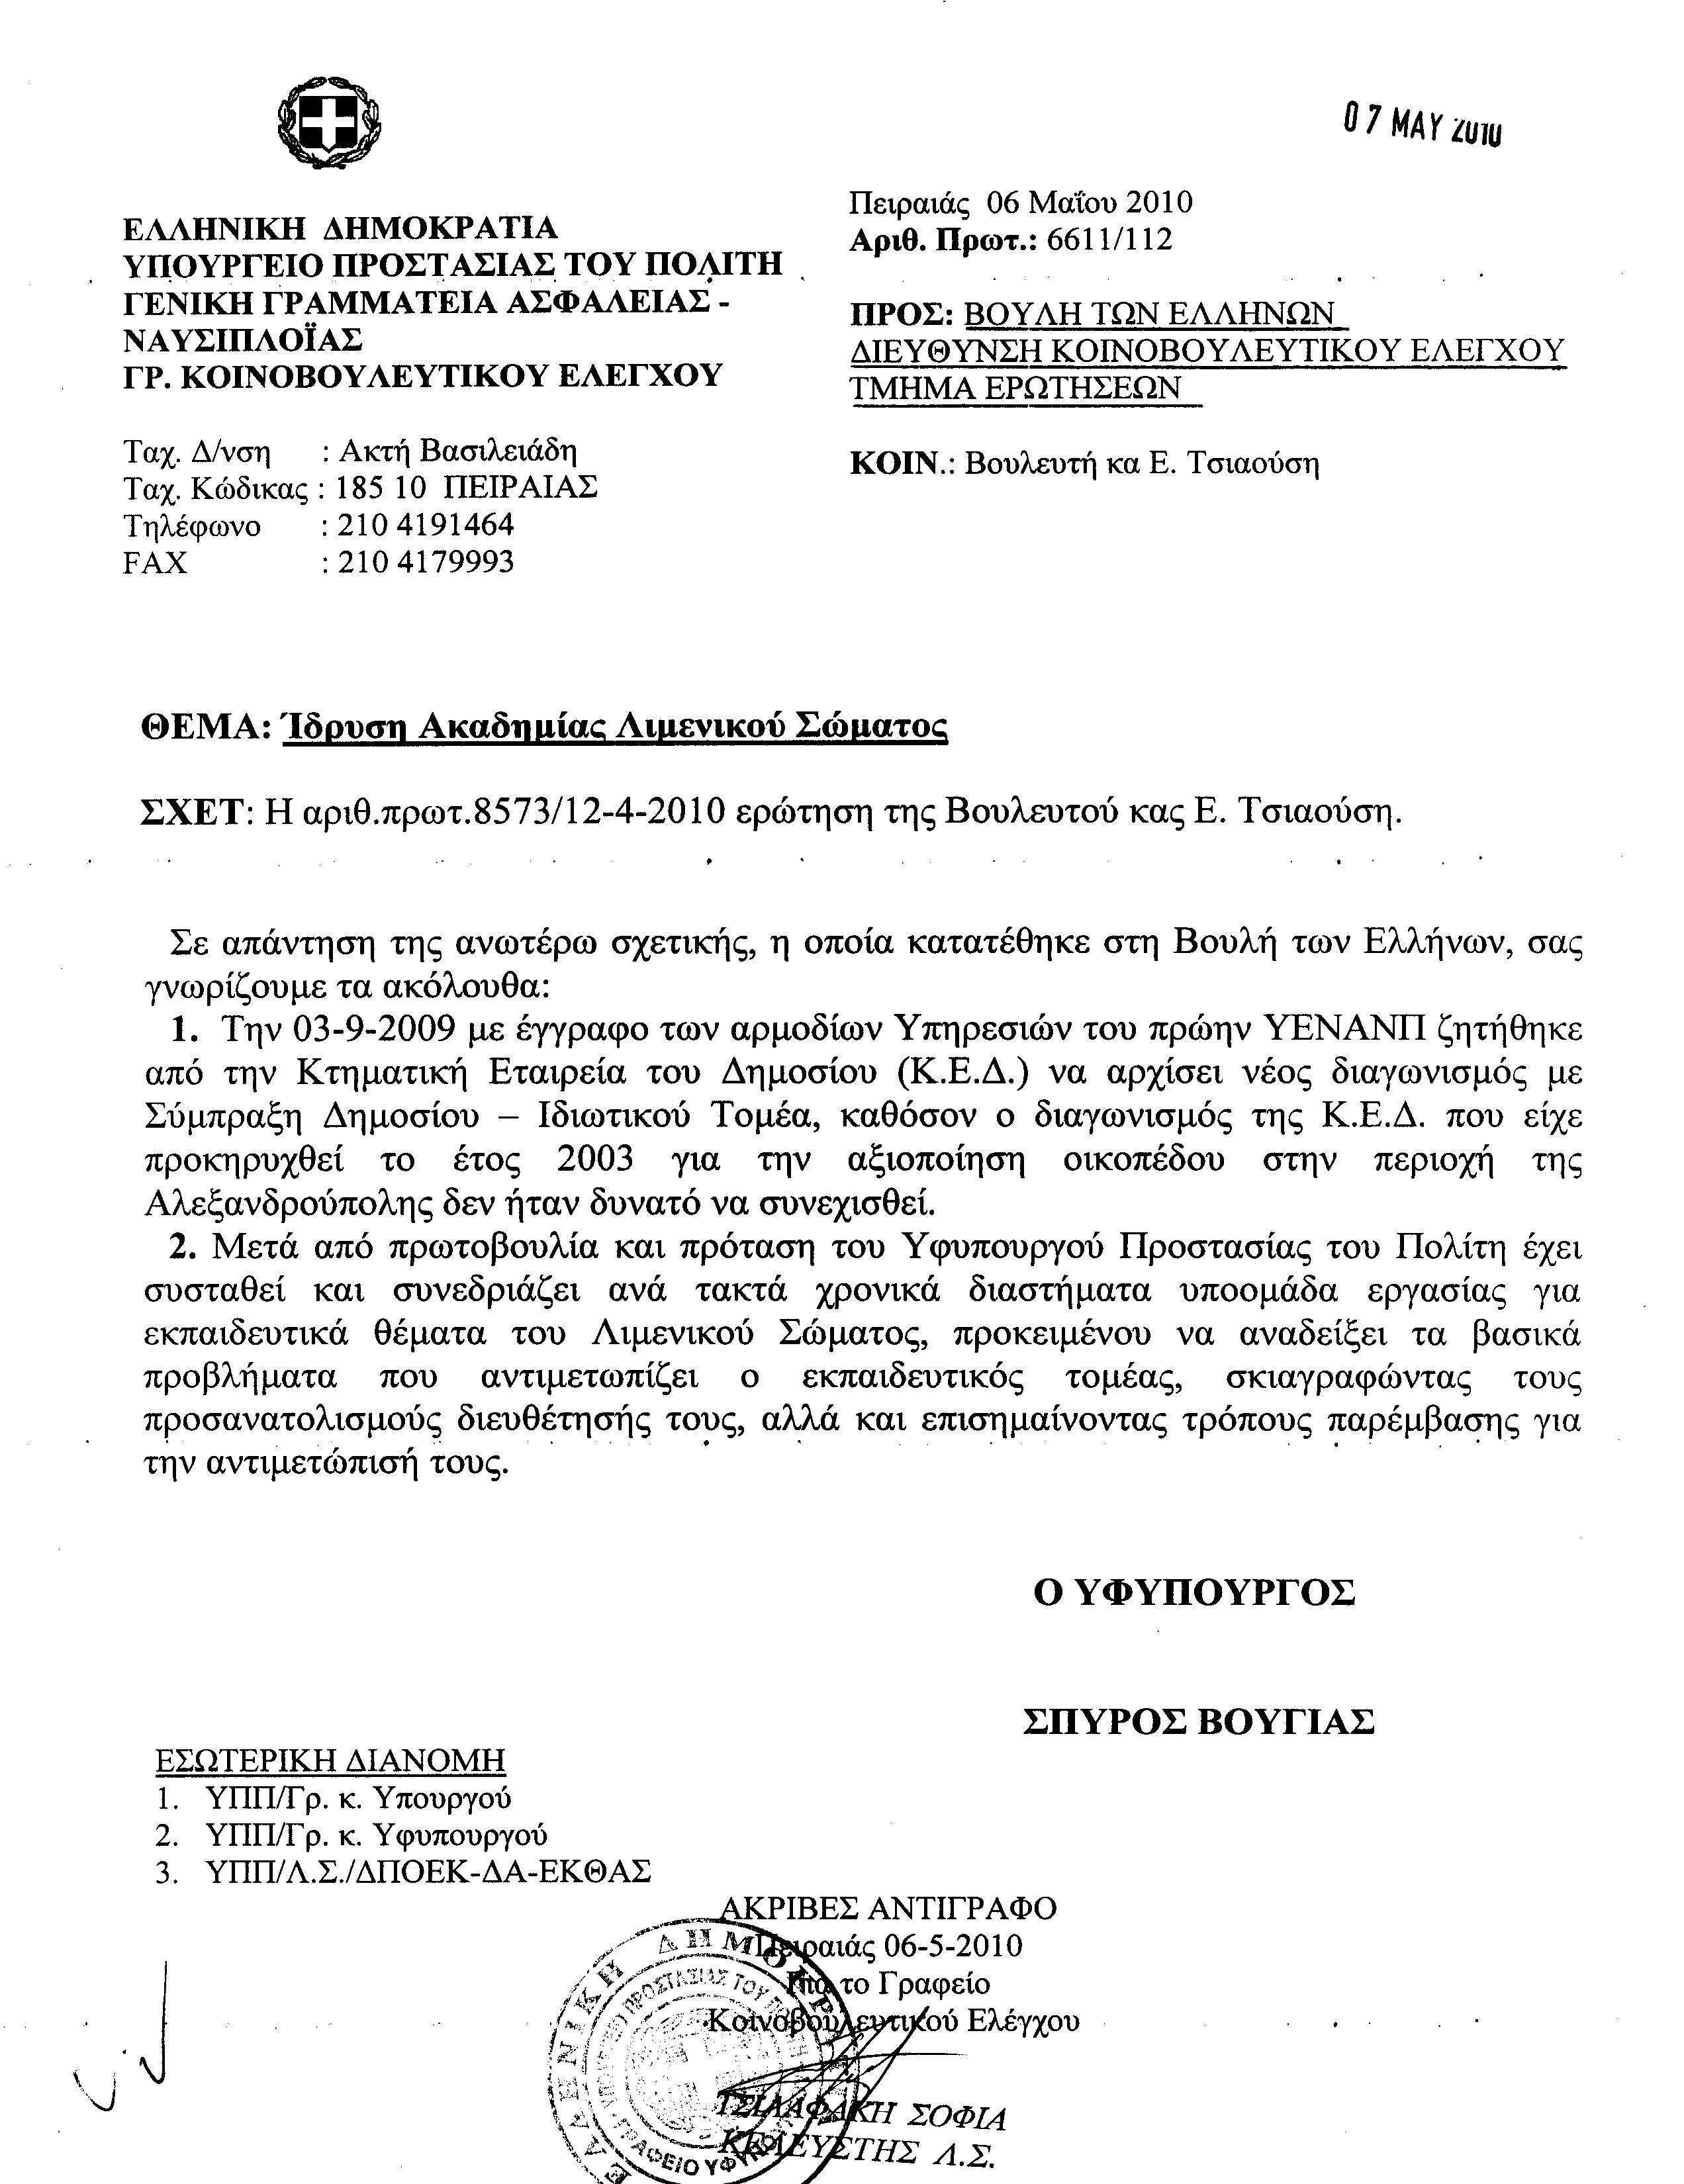 07 MAY 2010
ΕΛΛΗΝΙΚΗ ΔΗΜΟΚΡΑΤΙΑ
ΥΠΟΥΡΓΕΙΟ ΠΡΟΣΤΑΣΙΑΣ ΤΟΥ ΠΟΛΙΤΗ
ΓΕΝΙΚΗ ΓΡΑΜΜΑΤΕΙΑ ΑΣΦΑΛΕΙΑΣ -
ΝΑΥΣΙΠΛΟΪΑΣ
ΓΡ. ΚΟΙΝΟΒΟΥΛΕΥΤΙΚΟΥ ΕΛΕΓΧΟΥ
Ταχ. Δ/νση : Ακτή Βασιλειάδη
Ταχ. Κώδικας : 185 10 ΠΕΙΡΑΙΑΣ
Τηλέφωνο : 210 4191464
FAX : 210 4179993
Πειραιάς 06 Μαΐου 2010
Αριθ. Πρωτ.: 6611/112
ΠΡΟΣ: ΒΟΥΛΗ ΤΩΝ ΕΛΛΗΝΩΝ
ΔΙΕΥΘΥΝΣΗ ΚΟΙΝΟΒΟΥΛΕΥΤΙΚΟΥ ΕΛΕΓΧΟΥ
ΤΜΗΜΑ ΕΡΩΤΗΣΕΩΝ
ΚΟΙΝ.: Βουλευτή κα Ε. Τσιαούση
ΘΕΜΑ: Ίδρυση Ακαδημίας Λιμενικού Σώματος
ΣΧΕΤ: Η αριθ.πρωτ.8573/12-4-2010 ερώτηση της Βουλευτού κας Ε. Τσιαούση.
Σε απάντηση της ανωτέρω σχετικής, η οποία κατατέθηκε στη Βουλή των Ελλήνων, σας
γνωρίζουμε τα ακόλουθα:
1. Την 03-9-2009 με έγγραφο των αρμοδίων Υπηρεσιών του πρώην ΥΕΝΑΝΠ ζητήθηκε
από την Κτηματική Εταιρεία του Δημοσίου (Κ.Ε.Δ.) να αρχίσει νέος διαγωνισμός με
Σύμπραξη Δημοσίου – Ιδιωτικού Τομέα, καθόσον ο διαγωνισμός της Κ.Ε.Δ. που είχε
προκηρυχθεί το έτος 2003 για την αξιοποίηση οικοπέδου στην περιοχή της
Αλεξανδρούπολης δεν ήταν δυνατό να συνεχισθεί.
2. Μετά από πρωτοβουλία και πρόταση του Υφυπουργού Προστασίας του Πολίτη έχει
συσταθεί και συνεδριάζει ανά τακτά χρονικά διαστήματα υποομάδα εργασίας για
εκπαιδευτικά θέματα του Λιμενικού Σώματος, προκειμένου να αναδείξει τα βασικά
προβλήματα που αντιμετωπίζει ο εκπαιδευτικός τομέας, σκιαγραφώντας τους
προσανατολισμούς διευθέτησής τους, αλλά και επισημαίνοντας τρόπους παρέμβασης για
την αντιμετώπισή τους.
Ο ΥΦΥΠΟΥΡΓΟΣ
ΣΠΥΡΟΣ ΒΟΥΓΙΑΣ
ΕΣΩΤΕΡΙΚΗ ΔΙΑΝΟΜΗ
1. ΥΠΠ/Γρ. κ. Υπουργού
2. ΥΠΠ/Γρ. κ. Υφυπουργού
3. ΥΠΠ/Λ.Σ./ΔΠΟΕΚ-ΔΑ-ΕΚΘΑΣ
ΑΚΡΙΒΕΣ ΑΝΤΙΓΡΑΦΟ
Πειραιάς 06-5-2010
Για το Γραφείο
Κοινοβουλευτικού Ελέγχου
ΣΟΦΙΑ
ΚΕΛΕΥΣΤΗΣ Λ.Σ.